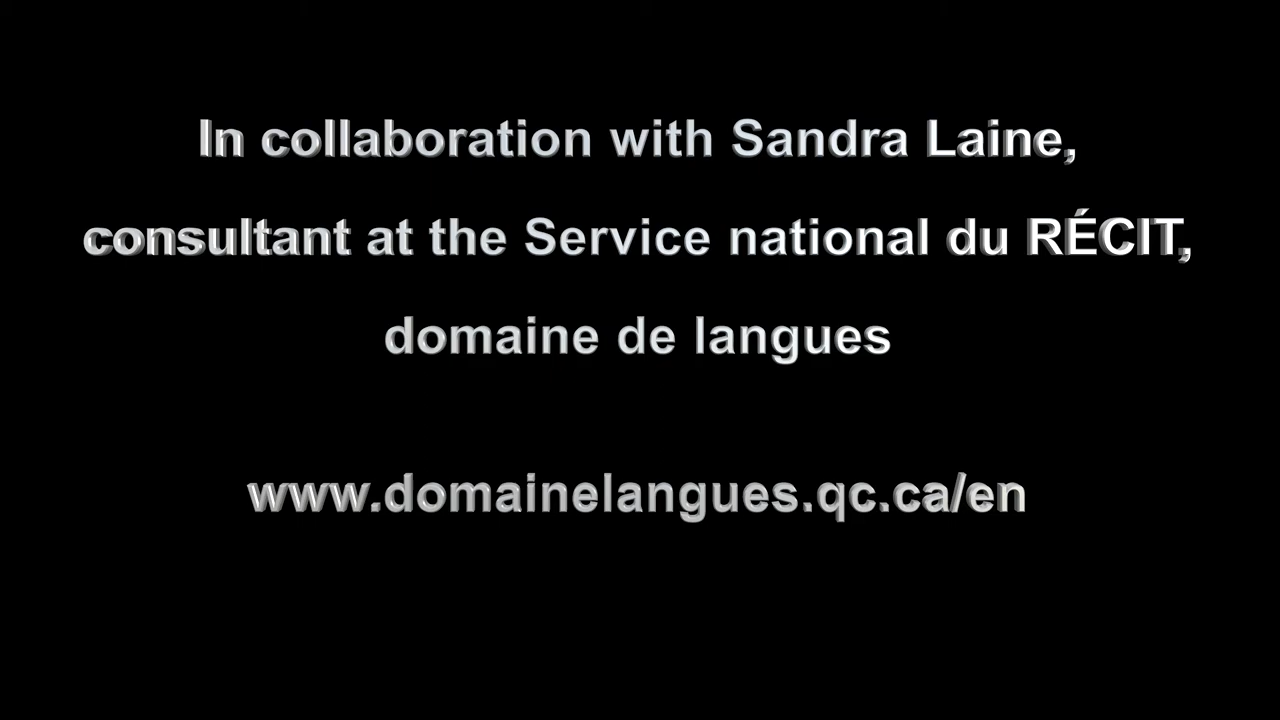 In collaboration with Sandra Laine,
consultant at the Service national du RÉCIT,
domaine de langues
www.domainelangues.qc.ca/en